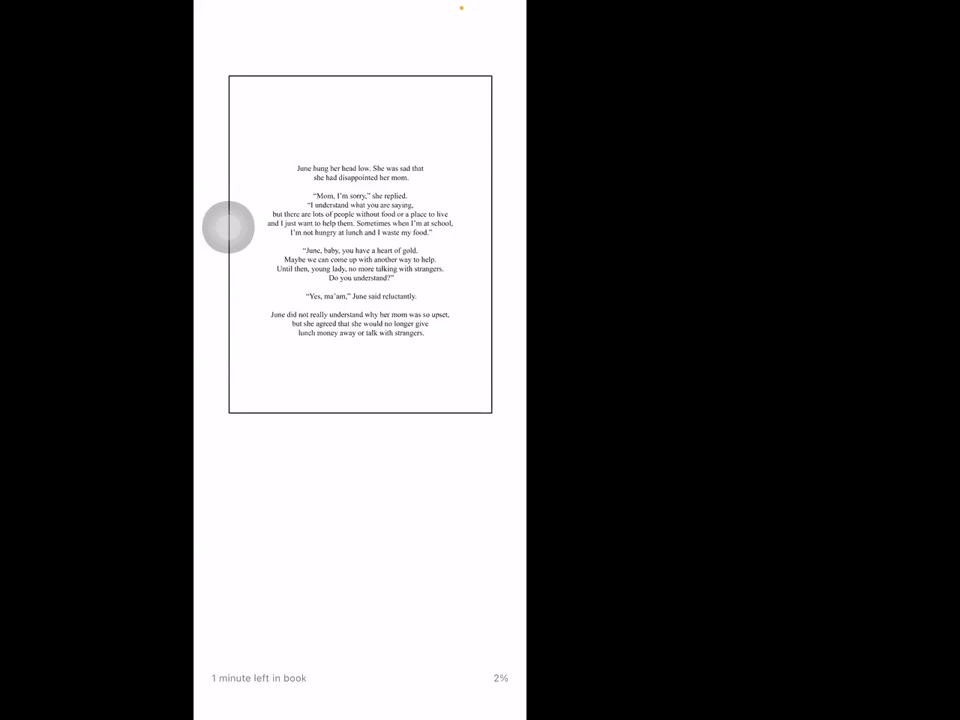 June hung her head low. She was sad that
she had disappointed her mom.
“Mom, I’m sorry,” she replied.
“I understand what you are saying,
but there are lots of people without food or a place to live
and I just want to help them. Sometimes when I’m at school,
I’m not hungry at lunch and I waste my food.”
“June, baby, you have a heart of gold.
Maybe we can come up with another way to help.
Until then, young lady, no more talking with strangers.
Do you understand?”
“Yes, ma’am,” June said reluctantly.
June did not really understand why her mom was so upset,
but she agreed that she would no longer give
lunch money away or talk with strangers.
1 minute left in book
2%